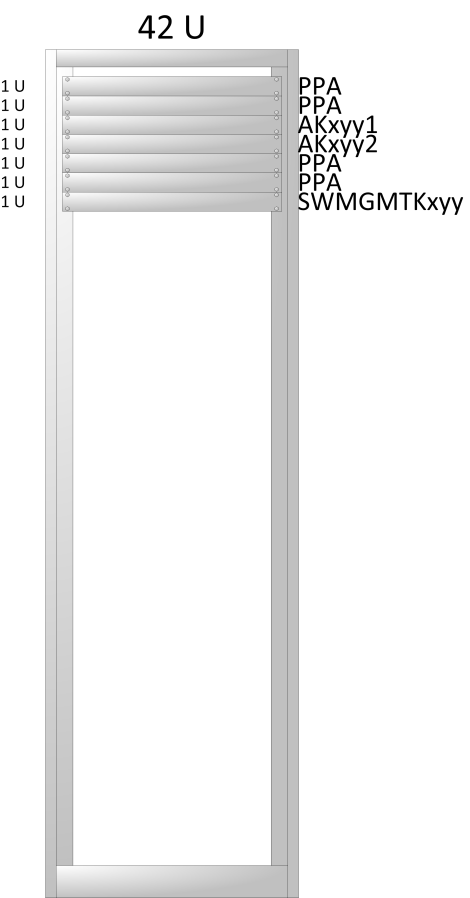 42 U
1 U PPA
1 U PPA
1 U AKxyy1
1 U AKxyy2
1 U PPA
1 U PPA
1 U SWMGMTKxyy